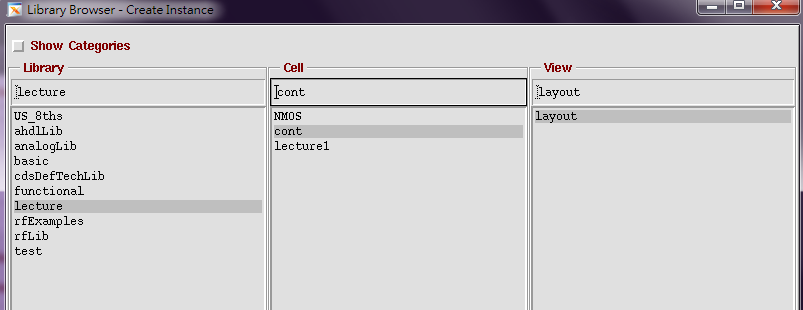 Library Browser - Create Instance
Show Categories
Library
lecture
US_8ths
ahdlLib
analogLib
basic
cdsDefTechLib
functional
lecture
rfExamples
rfLib
test
Cell
cont
NMOS
cont
lecture1
View
layout
layout